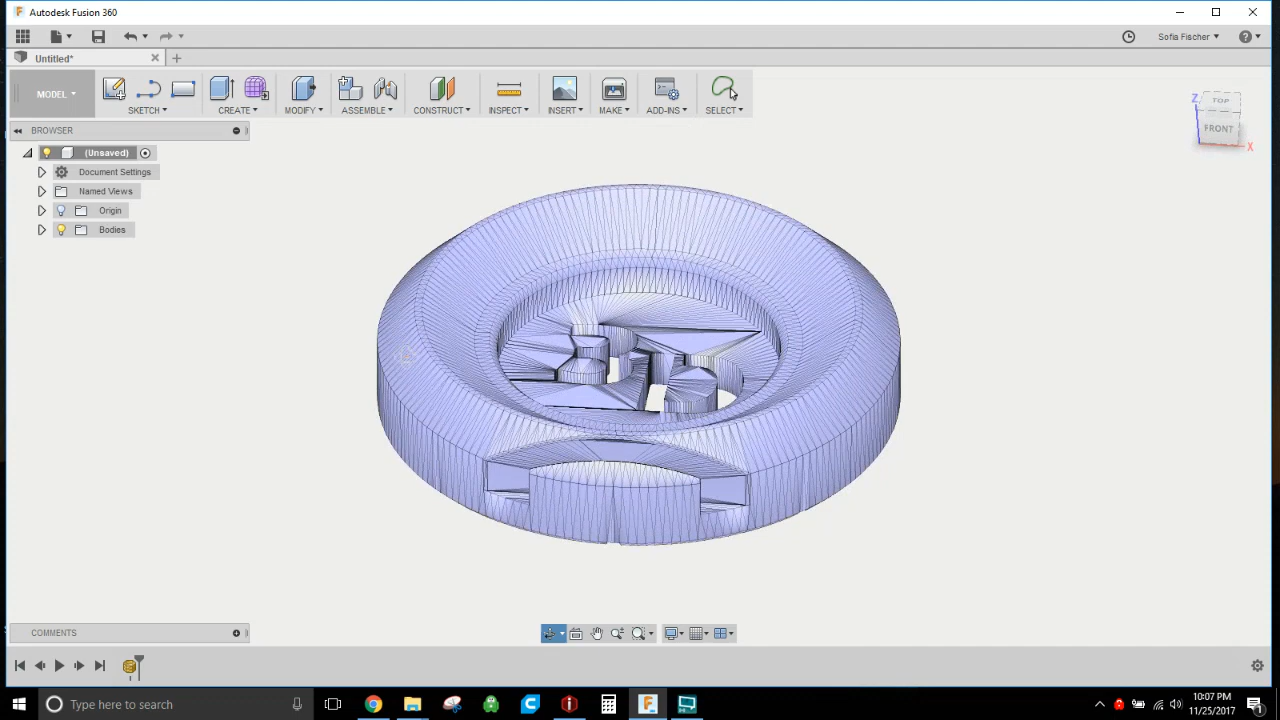 Autodesk Fusion 360
Sofia Fischer
Untitled*
MODEL
SKETCH
CREATE
MODIFY
ASSEMBLE
CONSTRUCT
INSPECT
INSERT
MAKE
ADD-INS
SELECT
BROWSER
(Unsaved)
Document Settings
Named Views
Origin
Bodies
TOP
Z
FRONT
X
COMMENTS
Type here to search
10:07 PM
11/25/2017